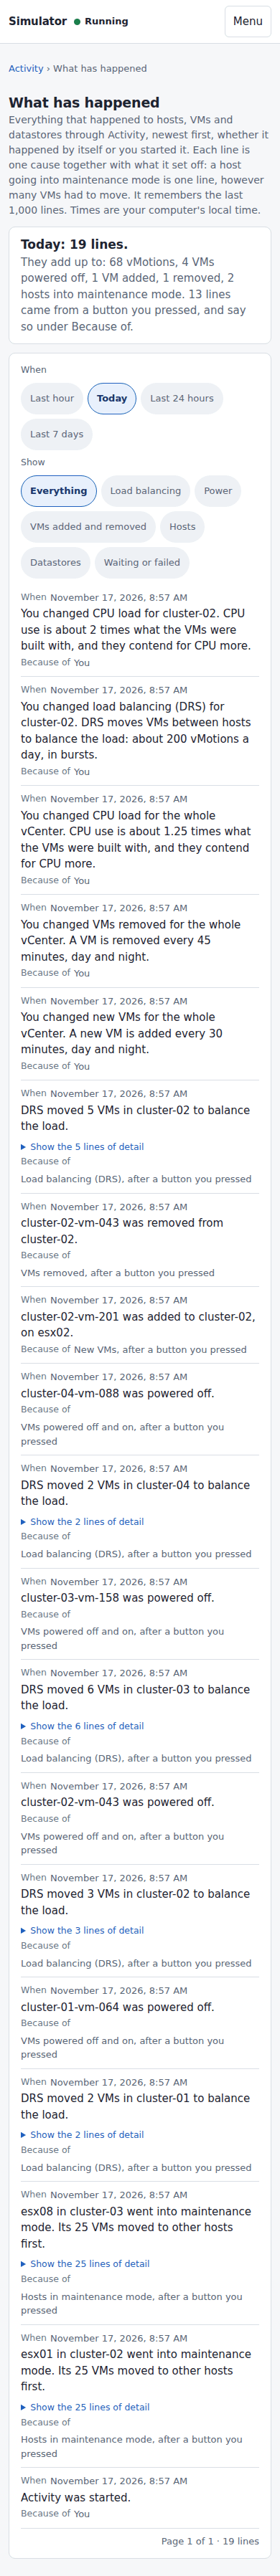 Simulator Running Menu
Activity › What has happened
What has happened
Everything that happened to hosts, VMs and
datastores through Activity, newest first, whether it
happened by itself or you started it. Each line is
one cause together with what it set off: a host
going into maintenance mode is one line, however
many VMs had to move. It remembers the last
1,000 lines. Times are your computer's local time.
Today: 19 lines.
They add up to: 68 vMotions, 4 VMs
powered off, 1 VM added, 1 removed, 2
hosts into maintenance mode. 13 lines
came from a button you pressed, and say
so under Because of.
When
Last hour Today Last 24 hours
Last 7 days
Show
Everything Load balancing Power
VMs added and removed Hosts
Datastores Waiting or failed
When November 17, 2026, 8:57 AM
You changed CPU load for cluster-02. CPU
use is about 2 times what the VMs were
built with, and they contend for CPU more.
Because of You
When November 17, 2026, 8:57 AM
You changed load balancing (DRS) for
cluster-02. DRS moves VMs between hosts
to balance the load: about 200 vMotions a
day, in bursts.
Because of You
When November 17, 2026, 8:57 AM
You changed CPU load for the whole
vCenter. CPU use is about 1.25 times what
the VMs were built with, and they contend
for CPU more.
Because of You
When November 17, 2026, 8:57 AM
You changed VMs removed for the whole
vCenter. A VM is removed every 45
minutes, day and night.
Because of You
When November 17, 2026, 8:57 AM
You changed new VMs for the whole
vCenter. A new VM is added every 30
minutes, day and night.
Because of You
When November 17, 2026, 8:57 AM
DRS moved 5 VMs in cluster-02 to balance
the load.
Show the 5 lines of detail
Because of
Load balancing (DRS), after a button you pressed
When November 17, 2026, 8:57 AM
cluster-02-vm-043 was removed from
cluster-02.
Because of
VMs removed, after a button you pressed
When November 17, 2026, 8:57 AM
cluster-02-vm-201 was added to cluster-02,
on esx02.
Because of New VMs, after a button you pressed
When November 17, 2026, 8:57 AM
cluster-04-vm-088 was powered off.
Because of
VMs powered off and on, after a button you
pressed
When November 17, 2026, 8:57 AM
DRS moved 2 VMs in cluster-04 to balance
the load.
Show the 2 lines of detail
Because of
Load balancing (DRS), after a button you pressed
When November 17, 2026, 8:57 AM
cluster-03-vm-158 was powered off.
Because of
VMs powered off and on, after a button you
pressed
When November 17, 2026, 8:57 AM
DRS moved 6 VMs in cluster-03 to balance
the load.
Show the 6 lines of detail
Because of
Load balancing (DRS), after a button you pressed
When November 17, 2026, 8:57 AM
cluster-02-vm-043 was powered off.
Because of
VMs powered off and on, after a button you
pressed
When November 17, 2026, 8:57 AM
DRS moved 3 VMs in cluster-02 to balance
the load.
Show the 3 lines of detail
Because of
Load balancing (DRS), after a button you pressed
When November 17, 2026, 8:57 AM
cluster-01-vm-064 was powered off.
Because of
VMs powered off and on, after a button you
pressed
When November 17, 2026, 8:57 AM
DRS moved 2 VMs in cluster-01 to balance
the load.
Show the 2 lines of detail
Because of
Load balancing (DRS), after a button you pressed
When November 17, 2026, 8:57 AM
esx08 in cluster-03 went into maintenance
mode. Its 25 VMs moved to other hosts
first.
Show the 25 lines of detail
Because of
Hosts in maintenance mode, after a button you
pressed
When November 17, 2026, 8:57 AM
esx01 in cluster-02 went into maintenance
mode. Its 25 VMs moved to other hosts
first.
Show the 25 lines of detail
Because of
Hosts in maintenance mode, after a button you
pressed
When November 17, 2026, 8:57 AM
Activity was started.
Because of You
Page 1 of 1 · 19 lines